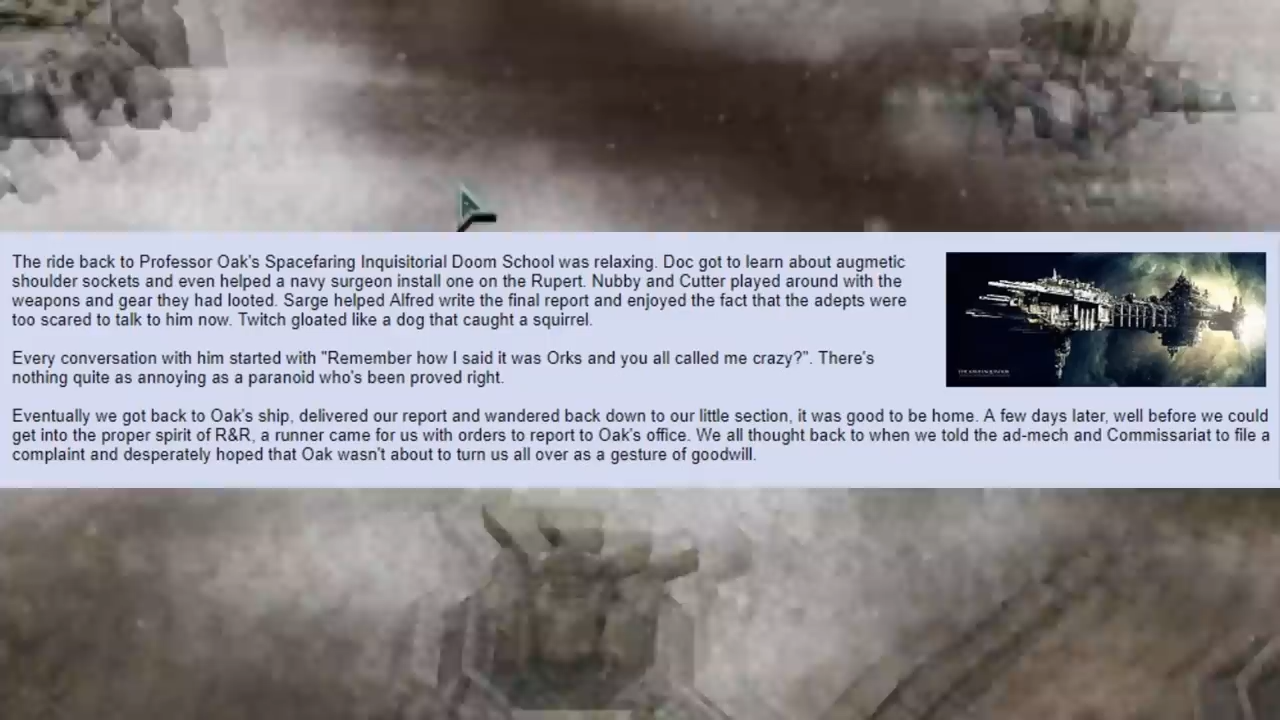 The ride back to Professor Oak's Spacefaring Inquisitorial Doom School was relaxing. Doc got to learn about augmetic
shoulder sockets and even helped a navy surgeon install one on the Rupert. Nubby and Cutter played around with the
weapons and gear they had looted. Sarge helped Alfred write the final report and enjoyed the fact that the adepts were
too scared to talk to him now. Twitch gloated like a dog that caught a squirrel.
Every conversation with him started with "Remember how I said it was Orks and you all called me crazy?". There's
nothing quite as annoying as a paranoid who's been proved right.
Eventually we got back to Oak's ship, delivered our report and wandered back down to our little section, it was good to be home. A few days later, well before we could
get into the proper spirit of R&R, a runner came for us with orders to report to Oak's office. We all thought back to when we told the ad-mech and Commissariat to file a
complaint and desperately hoped that Oak wasn't about to turn us all over as a gesture of goodwill.